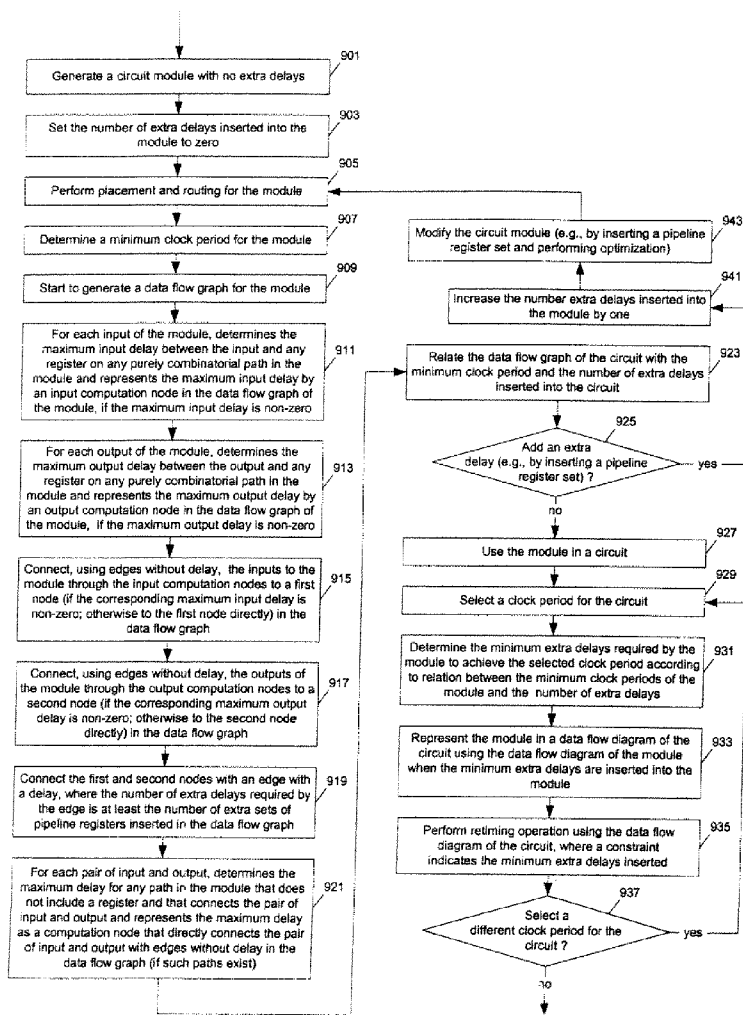 901
Generate a circuit module with no extra delays
903
Set the number of extra delays inserted into the
module to zero
905
Perform placement and routing for the module
907
Determine a minimum clock period for the module
909
Start to generate a data flow graph for the module
For each input of the module, determines the
maximum input delay between the input and any
register on any purely combinatorial path in the
module and represents the maximum input delay by
an input computation node in the data flow graph of
the module, if the maximum input delay is non-zero
911
For each output of the module, determines the
maximum output delay between the output and any
register on any purely combinatorial path in the
module and represents the maximum output delay by
an output computation node in the data flow graph
of the module, if the maximum output delay is non-zero
913
Connect, using edges without delay, the inputs to the
module through the input computation nodes to a first
node (if the corresponding maximum input delay is
non-zero; otherwise to the first node directly) in the
data flow graph
915
Connect, using edges without delay, the outputs of
the module through the output computation nodes to a
second node (if the corresponding maximum output
delay is non-zero; otherwise to the second node
directly) in the data flow graph
917
Connect the first and second nodes with an edge with
a delay, where the number of extra delays required by
the edge is at least the number of extra sets of
pipeline registers inserted in the data flow graph
919
For each pair of input and output, determines the
maximum delay for any path in the module that does
not include a register and that connects the pair of
input and output and represents the maximum delay
as a computation node that directly connects the pair
of input and output with edges without delay in the
data flow graph (if such paths exist)
921
943
Modify the circuit module (e.g., by inserting a pipeline
register set and performing optimization)
941
Increase the number extra delays inserted into
the module by one
Relate the data flow graph of the circuit with the
minimum clock period and the number of extra delays
inserted into the circuit
923
925
Add an extra
delay (e.g., by inserting a pipeline
register set) ?
yes
no
927
Use the module in a circuit
929
Select a clock period for the circuit
Determine the minimum extra delays required by the
module to achieve the selected clock period according
to relation between the minimum clock periods of the
module and the number of extra delays
931
Represent the module in a data flow diagram of the
circuit using the data flow diagram of the module
when the minimum extra delays are inserted into the
module
933
Perform retiming operation using the data flow
diagram of the circuit, where a constraint
indicates the minimum extra delays inserted
935
937
Select a
different clock period for the
circuit ?
yes
no